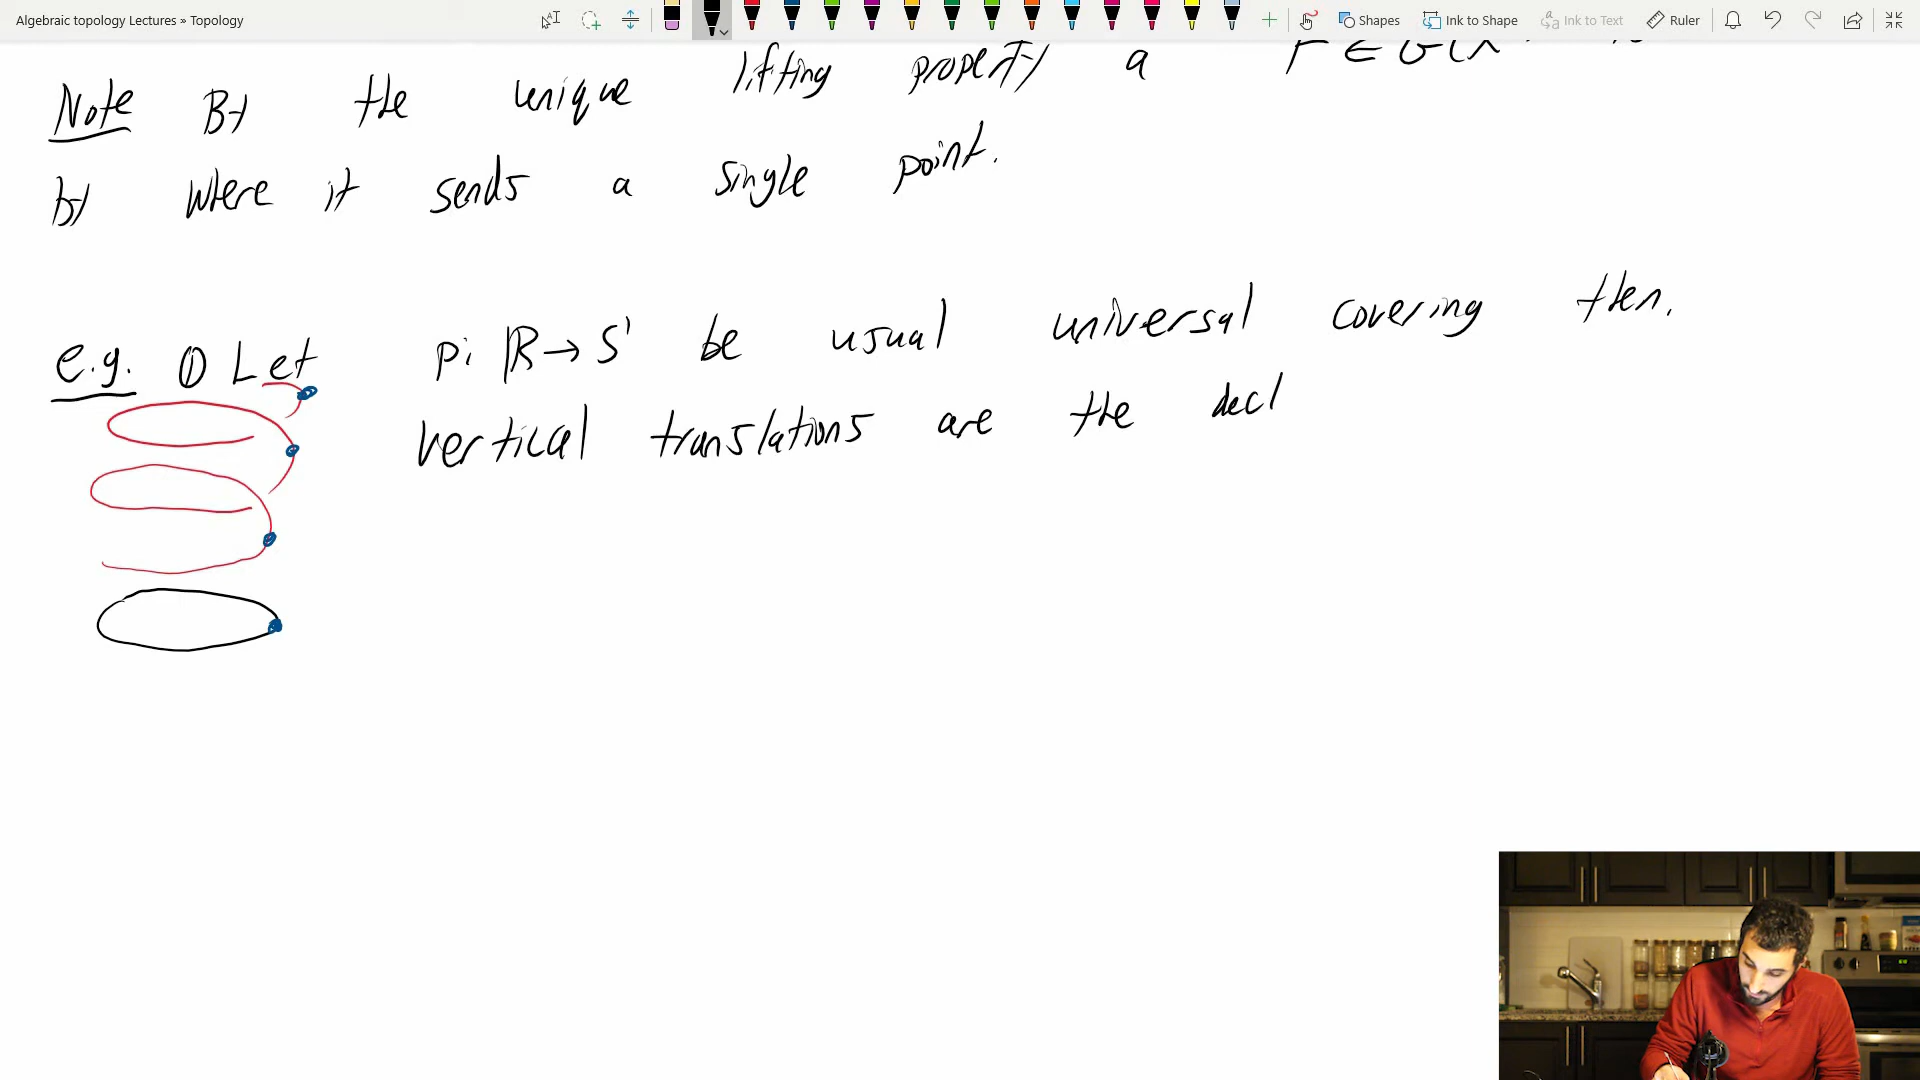 Algebraic topology Lectures » Topology
Shapes
Ink to Shape
Ink to Text
Ruler
Note By the unique lifting property a F ∈ G(X
by where it sends a single point.
e.g. ① Let p: ℝ → S¹ be usual universal covering then.
vertical translations are the decl